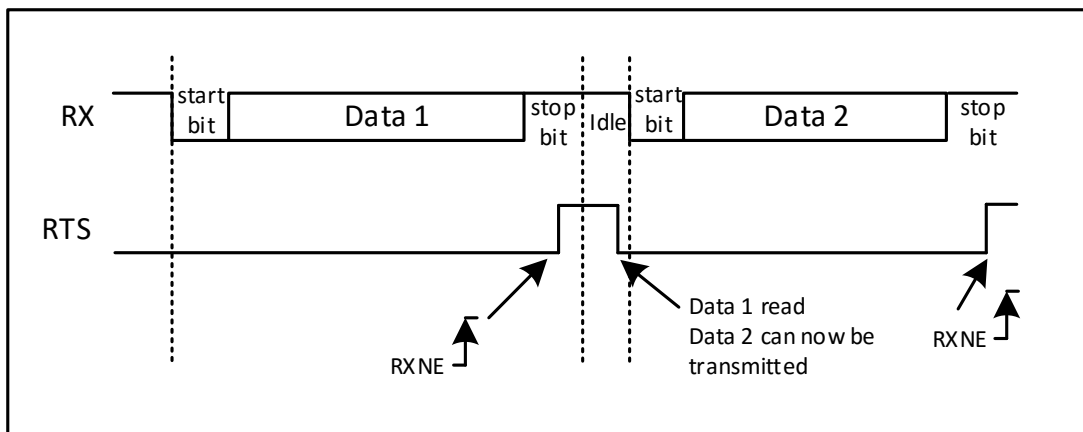 RX
start
bit
Data 1
stop
bit
Idle
start
bit
Data 2
stop
bit
RTS
RXNE
Data 1 read
Data 2 can now be
transmitted
RXNE